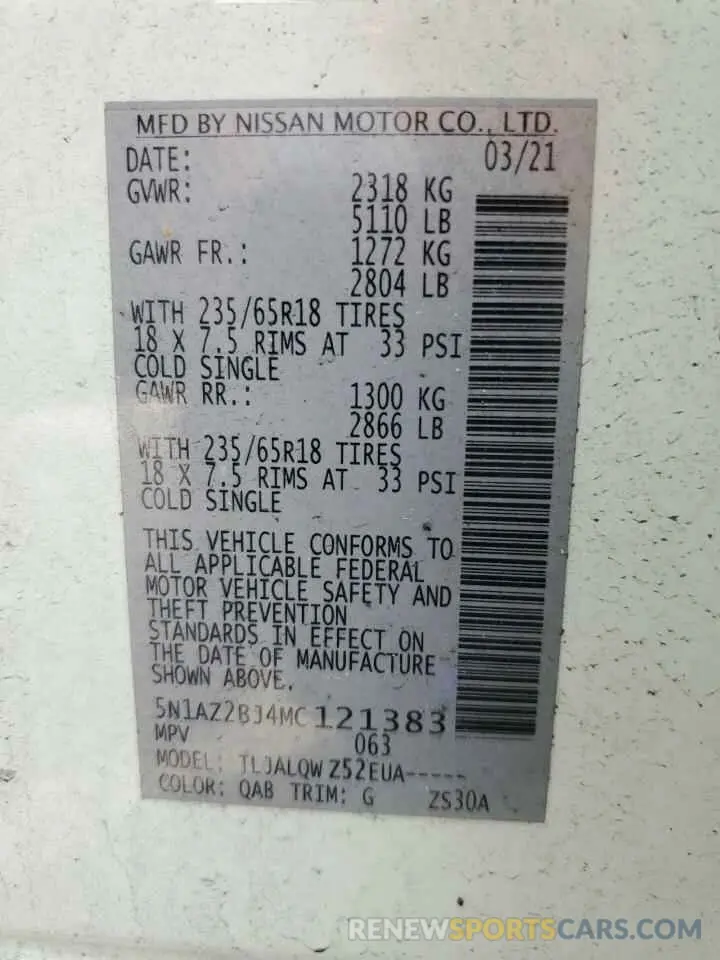 MFD BY NISSAN MOTOR CO., LTD.
DATE: 03/21
GVWR: 2318 KG
5110 LB
GAWR FR.: 1272 KG
2804 LB
WITH 235/65R18 TIRES
18 X 7.5 RIMS AT 33 PSI
COLD SINGLE
GAWR RR.: 1300 KG
2866 LB
WITH 235/65R18 TIRES
18 X 7.5 RIMS AT 33 PSI
COLD SINGLE
THIS VEHICLE CONFORMS TO
ALL APPLICABLE FEDERAL
MOTOR VEHICLE SAFETY AND
THEFT PREVENTION
STANDARDS IN EFFECT ON
THE DATE OF MANUFACTURE
SHOWN ABOVE.
5N1AZ2BJ4MC121383
MPV 063
MODEL: TLJALQW Z52EUA-----
COLOR: QAB TRIM: G ZS30A
RENEWSPORTSCARS.COM